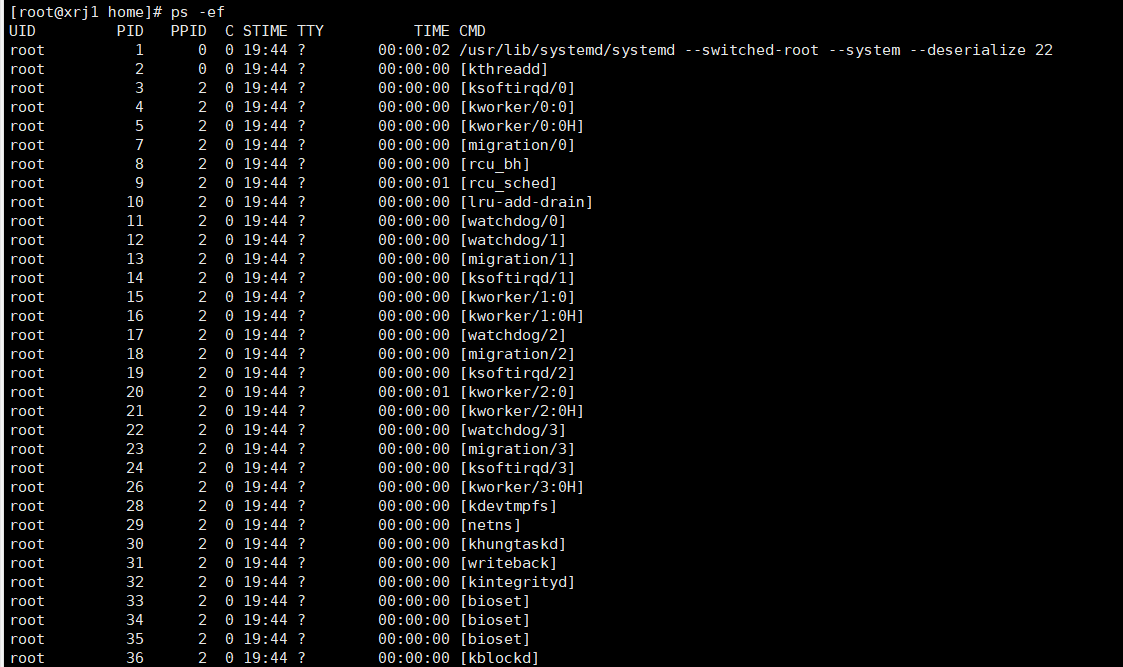 [root@xrj1 home]# ps -ef
UID        PID  PPID  C STIME TTY          TIME CMD
root         1     0  0 19:44 ?        00:00:02 /usr/lib/systemd/systemd --switched-root --system --deserialize 22
root         2     0  0 19:44 ?        00:00:00 [kthreadd]
root         3     2  0 19:44 ?        00:00:00 [ksoftirqd/0]
root         4     2  0 19:44 ?        00:00:00 [kworker/0:0]
root         5     2  0 19:44 ?        00:00:00 [kworker/0:0H]
root         7     2  0 19:44 ?        00:00:00 [migration/0]
root         8     2  0 19:44 ?        00:00:00 [rcu_bh]
root         9     2  0 19:44 ?        00:00:01 [rcu_sched]
root        10     2  0 19:44 ?        00:00:00 [lru-add-drain]
root        11     2  0 19:44 ?        00:00:00 [watchdog/0]
root        12     2  0 19:44 ?        00:00:00 [watchdog/1]
root        13     2  0 19:44 ?        00:00:00 [migration/1]
root        14     2  0 19:44 ?        00:00:00 [ksoftirqd/1]
root        15     2  0 19:44 ?        00:00:00 [kworker/1:0]
root        16     2  0 19:44 ?        00:00:00 [kworker/1:0H]
root        17     2  0 19:44 ?        00:00:00 [watchdog/2]
root        18     2  0 19:44 ?        00:00:00 [migration/2]
root        19     2  0 19:44 ?        00:00:00 [ksoftirqd/2]
root        20     2  0 19:44 ?        00:00:01 [kworker/2:0]
root        21     2  0 19:44 ?        00:00:00 [kworker/2:0H]
root        22     2  0 19:44 ?        00:00:00 [watchdog/3]
root        23     2  0 19:44 ?        00:00:00 [migration/3]
root        24     2  0 19:44 ?        00:00:00 [ksoftirqd/3]
root        26     2  0 19:44 ?        00:00:00 [kworker/3:0H]
root        28     2  0 19:44 ?        00:00:00 [kdevtmpfs]
root        29     2  0 19:44 ?        00:00:00 [netns]
root        30     2  0 19:44 ?        00:00:00 [khungtaskd]
root        31     2  0 19:44 ?        00:00:00 [writeback]
root        32     2  0 19:44 ?        00:00:00 [kintegrityd]
root        33     2  0 19:44 ?        00:00:00 [bioset]
root        34     2  0 19:44 ?        00:00:00 [bioset]
root        35     2  0 19:44 ?        00:00:00 [bioset]
root        36     2  0 19:44 ?        00:00:00 [kblockd]